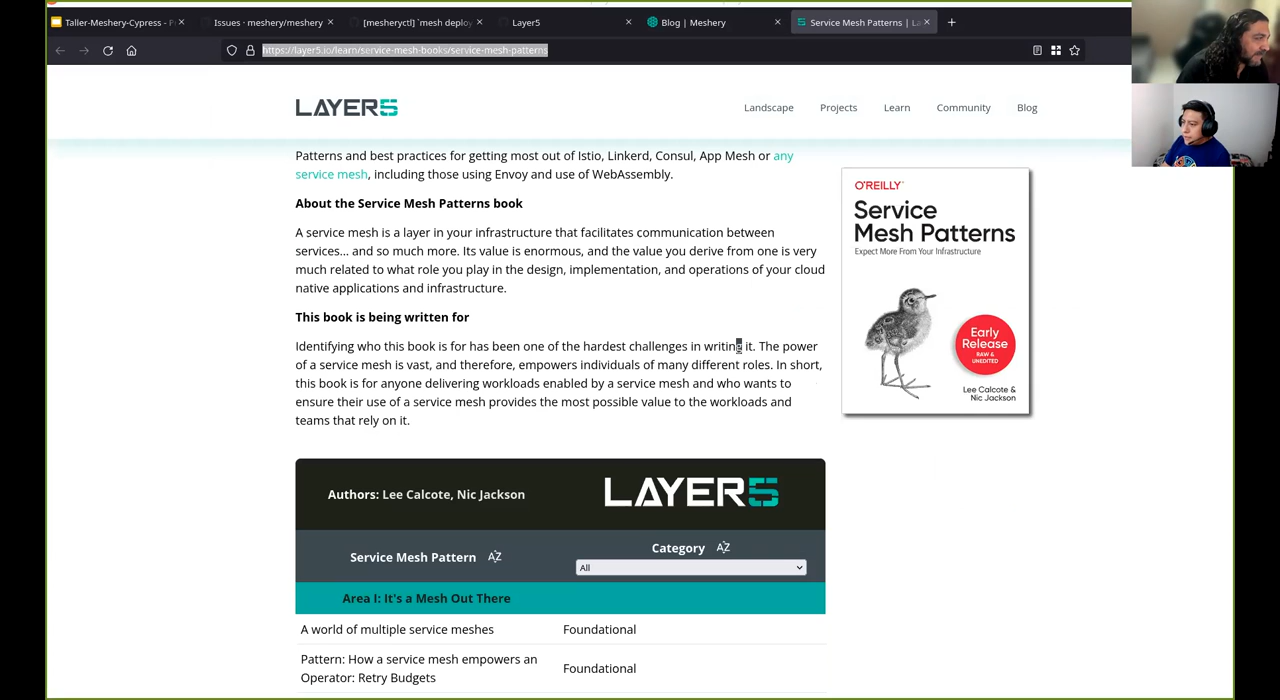 Taller-Meshery-Cypress - P
Issues · meshery/meshery
[mesheryctl] `mesh deploy
Layer5
Blog | Meshery
Service Mesh Patterns | La
https://layer5.io/learn/service-mesh-books/service-mesh-patterns
LAYER5
Landscape
Projects
Learn
Community
Blog
Patterns and best practices for getting most out of Istio, Linkerd, Consul, App Mesh or any
service mesh, including those using Envoy and use of WebAssembly.
About the Service Mesh Patterns book
A service mesh is a layer in your infrastructure that facilitates communication between
services... and so much more. Its value is enormous, and the value you derive from one is very
much related to what role you play in the design, implementation, and operations of your cloud
native applications and infrastructure.
This book is being written for
Identifying who this book is for has been one of the hardest challenges in writing it. The power
of a service mesh is vast, and therefore, empowers individuals of many different roles. In short,
this book is for anyone delivering workloads enabled by a service mesh and who wants to
ensure their use of a service mesh provides the most possible value to the workloads and
teams that rely on it.
O'REILLY
Service
Mesh Patterns
Expect More From Your Infrastructure
Early
Release
RAW &
UNEDITED
Lee Calcote &
Nic Jackson
Authors: Lee Calcote, Nic Jackson
LAYER5
Service Mesh Pattern
Category
All
Area I: It's a Mesh Out There
A world of multiple service meshes
Foundational
Pattern: How a service mesh empowers an
Operator: Retry Budgets
Foundational